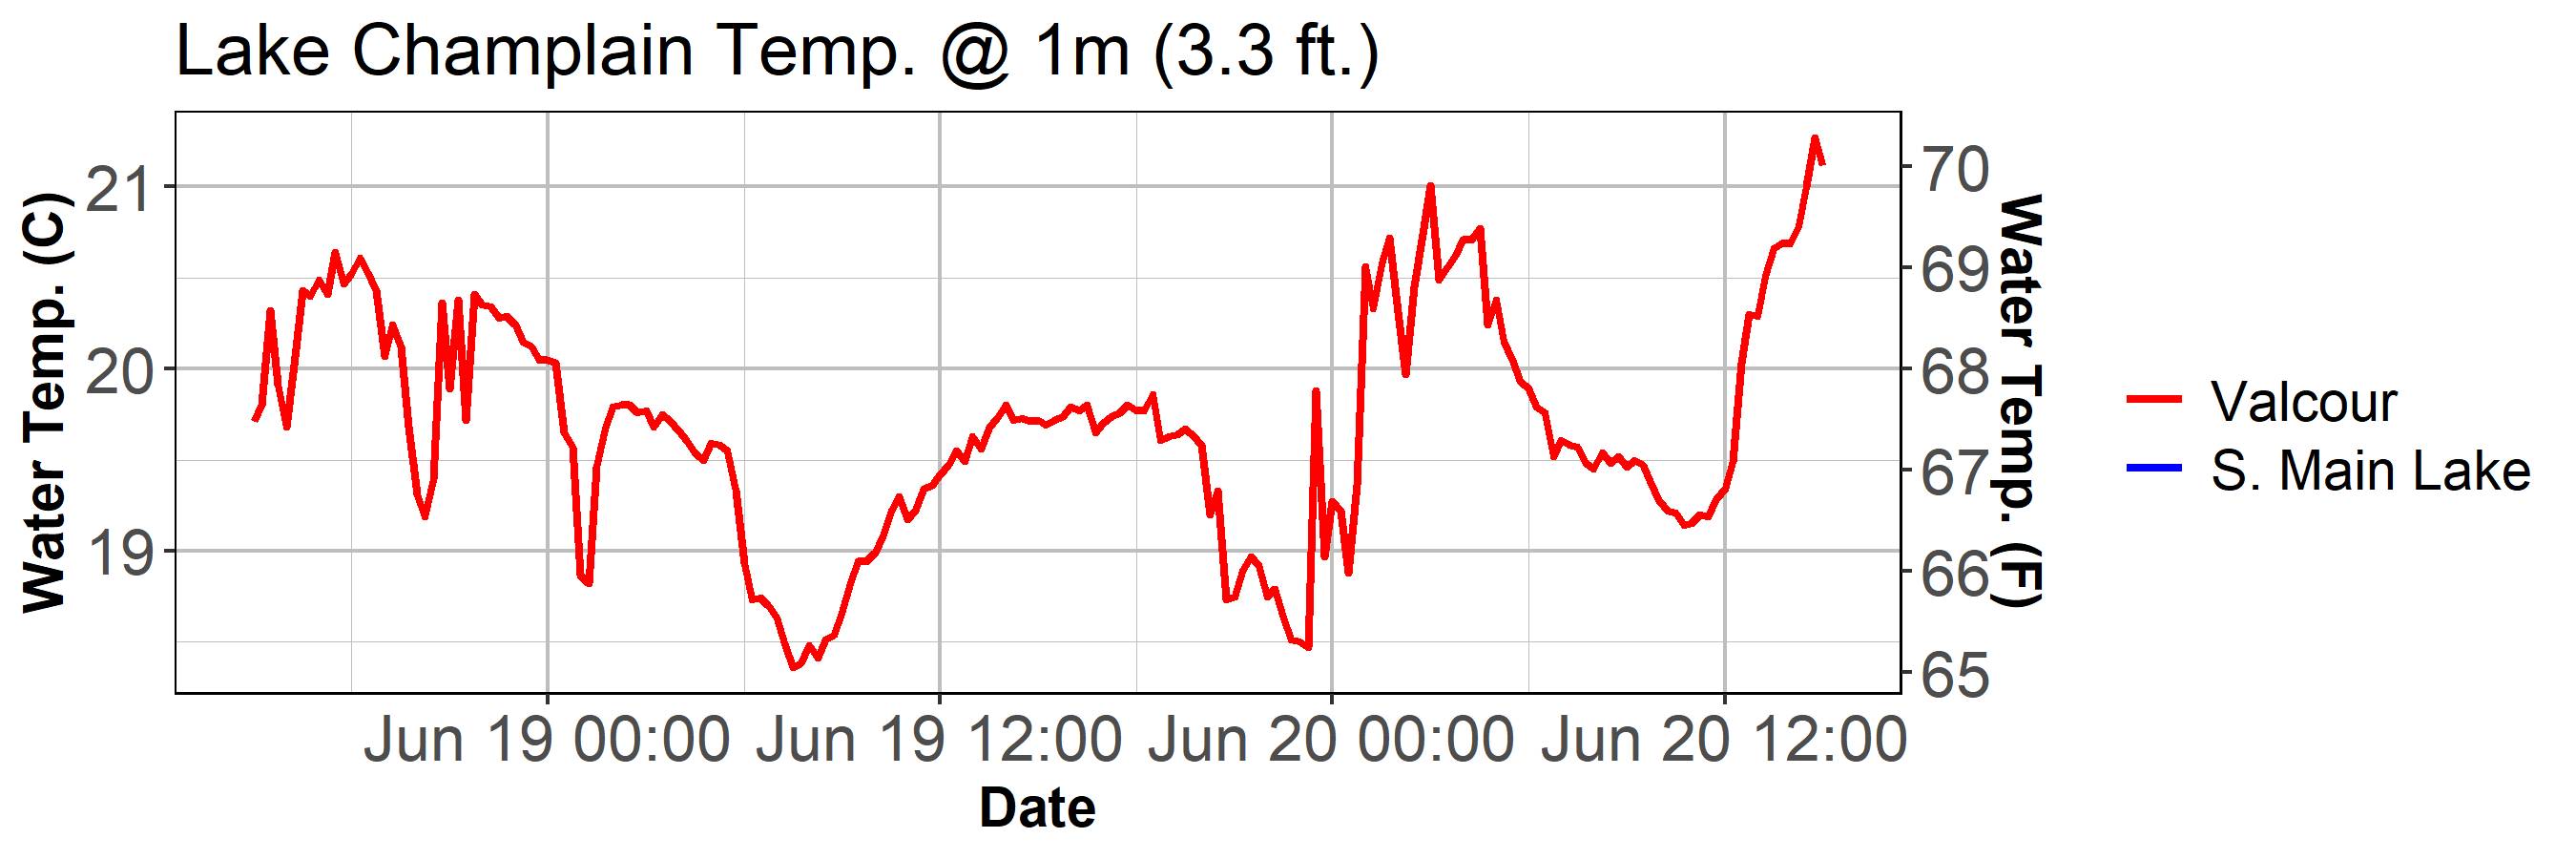 Lake Champlain Temp. @ 1m (3.3 ft.)
Water Temp. (C)
21
20
19
70
69
68
67
66
65
Water Temp. (F)
Jun 19 00:00
Jun 19 12:00
Jun 20 00:00
Jun 20 12:00
Date
Valcour
S. Main Lake